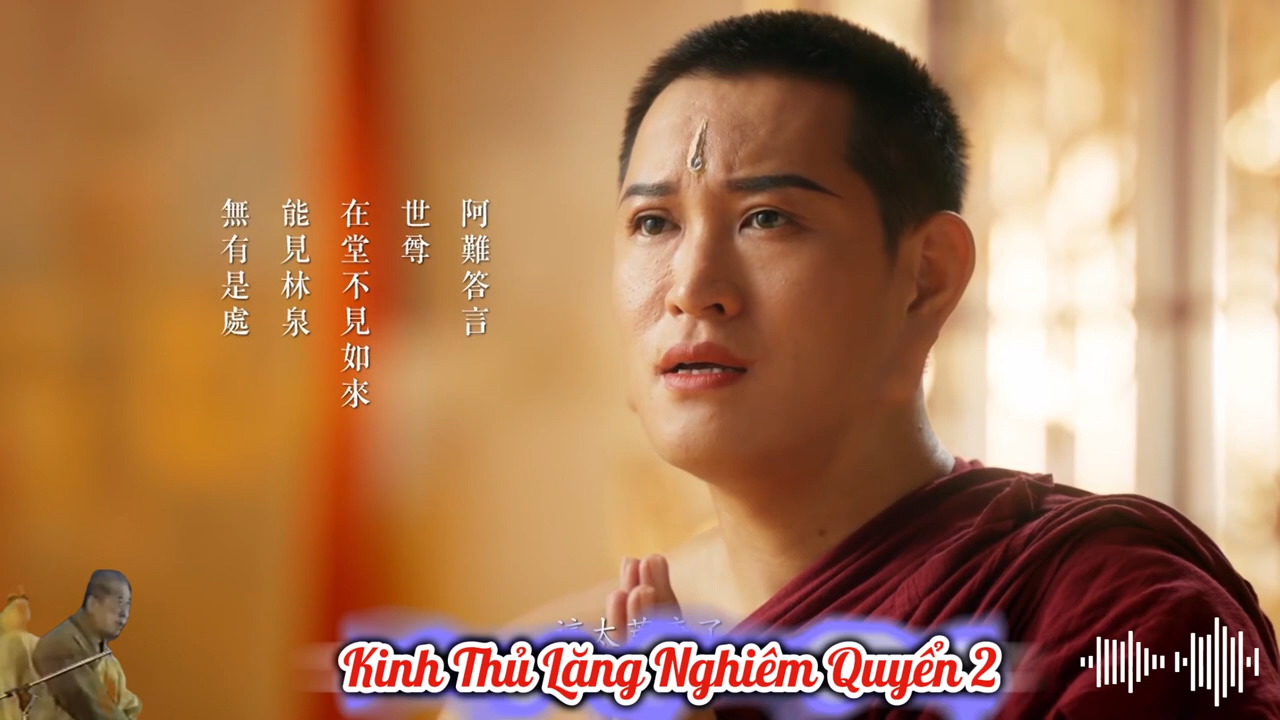 阿難答言
世尊
在堂不見如來
能見林泉
無有是處
Kinh Thủ Lăng Nghiêm Quyển 2